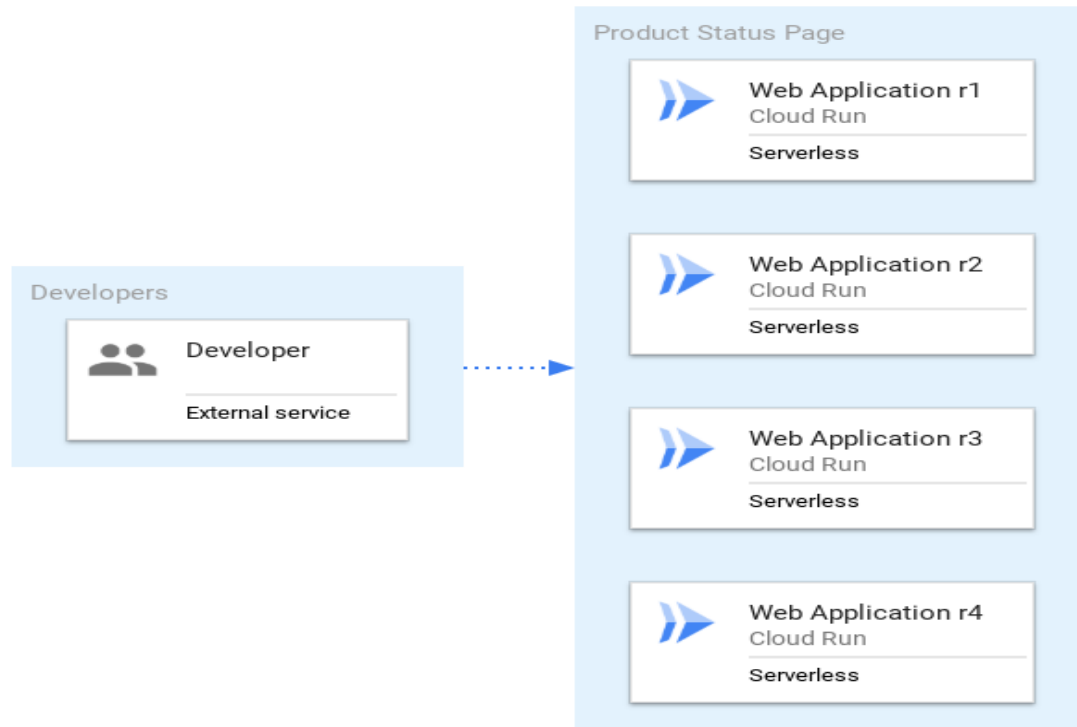 Product Status Page
Web Application r1
Cloud Run
Serverless
Web Application r2
Cloud Run
Serverless
Developers
Developer
External service
Web Application r3
Cloud Run
Serverless
Web Application r4
Cloud Run
Serverless